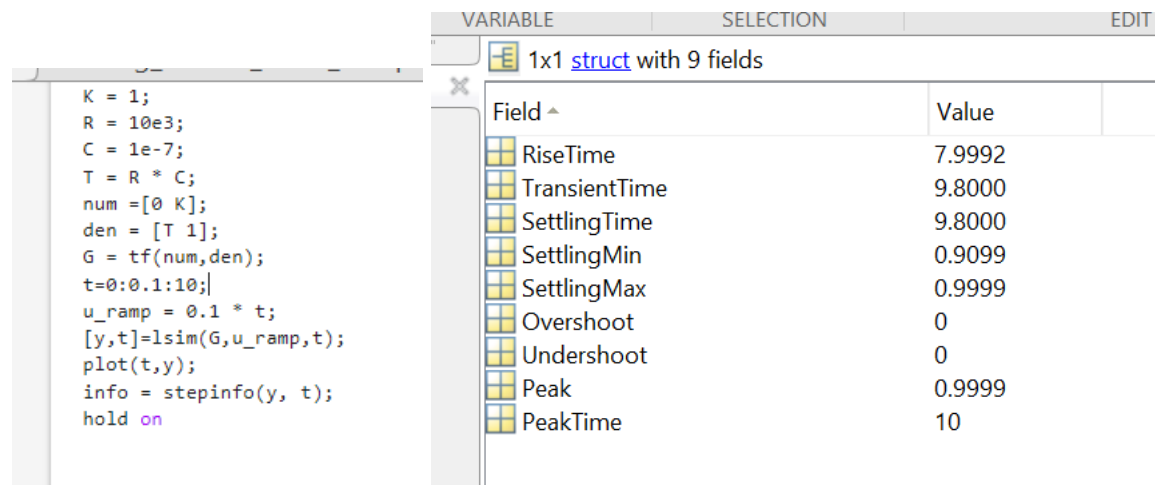 VARIABLE SELECTION EDIT
1x1 struct with 9 fields
K = 1;
R = 10e3;
C = 1e-7;
T = R * C;
num =[0 K];
den = [T 1];
G = tf(num,den);
t=0:0.1:10;
u_ramp = 0.1 * t;
[y,t]=lsim(G,u_ramp,t);
plot(t,y);
info = stepinfo(y, t);
hold on
Field Value
RiseTime 7.9992
TransientTime 9.8000
SettlingTime 9.8000
SettlingMin 0.9099
SettlingMax 0.9999
Overshoot 0
Undershoot 0
Peak 0.9999
PeakTime 10